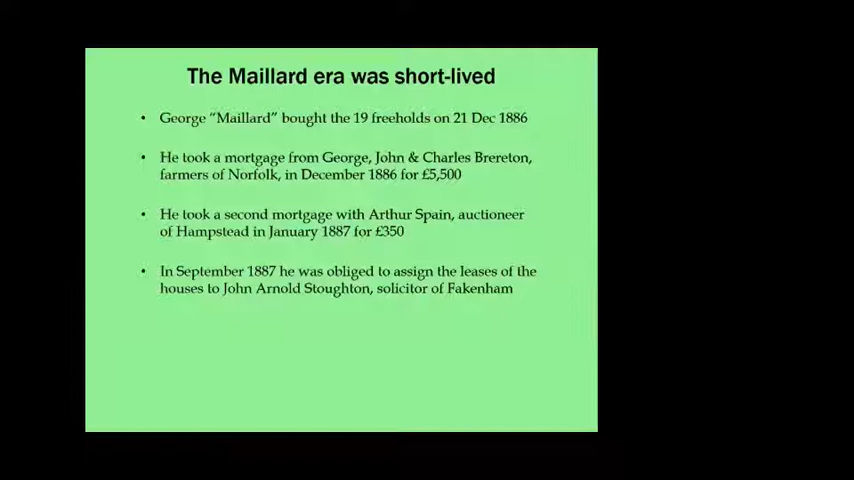 The Maillard era was short-lived
• George “Maillard” bought the 19 freeholds on 21 Dec 1886
• He took a mortgage from George, John & Charles Brereton,
farmers of Norfolk, in December 1886 for £5,500
• He took a second mortgage with Arthur Spain, auctioneer
of Hampstead in January 1887 for £350
• In September 1887 he was obliged to assign the leases of the
houses to John Arnold Stoughton, solicitor of Fakenham